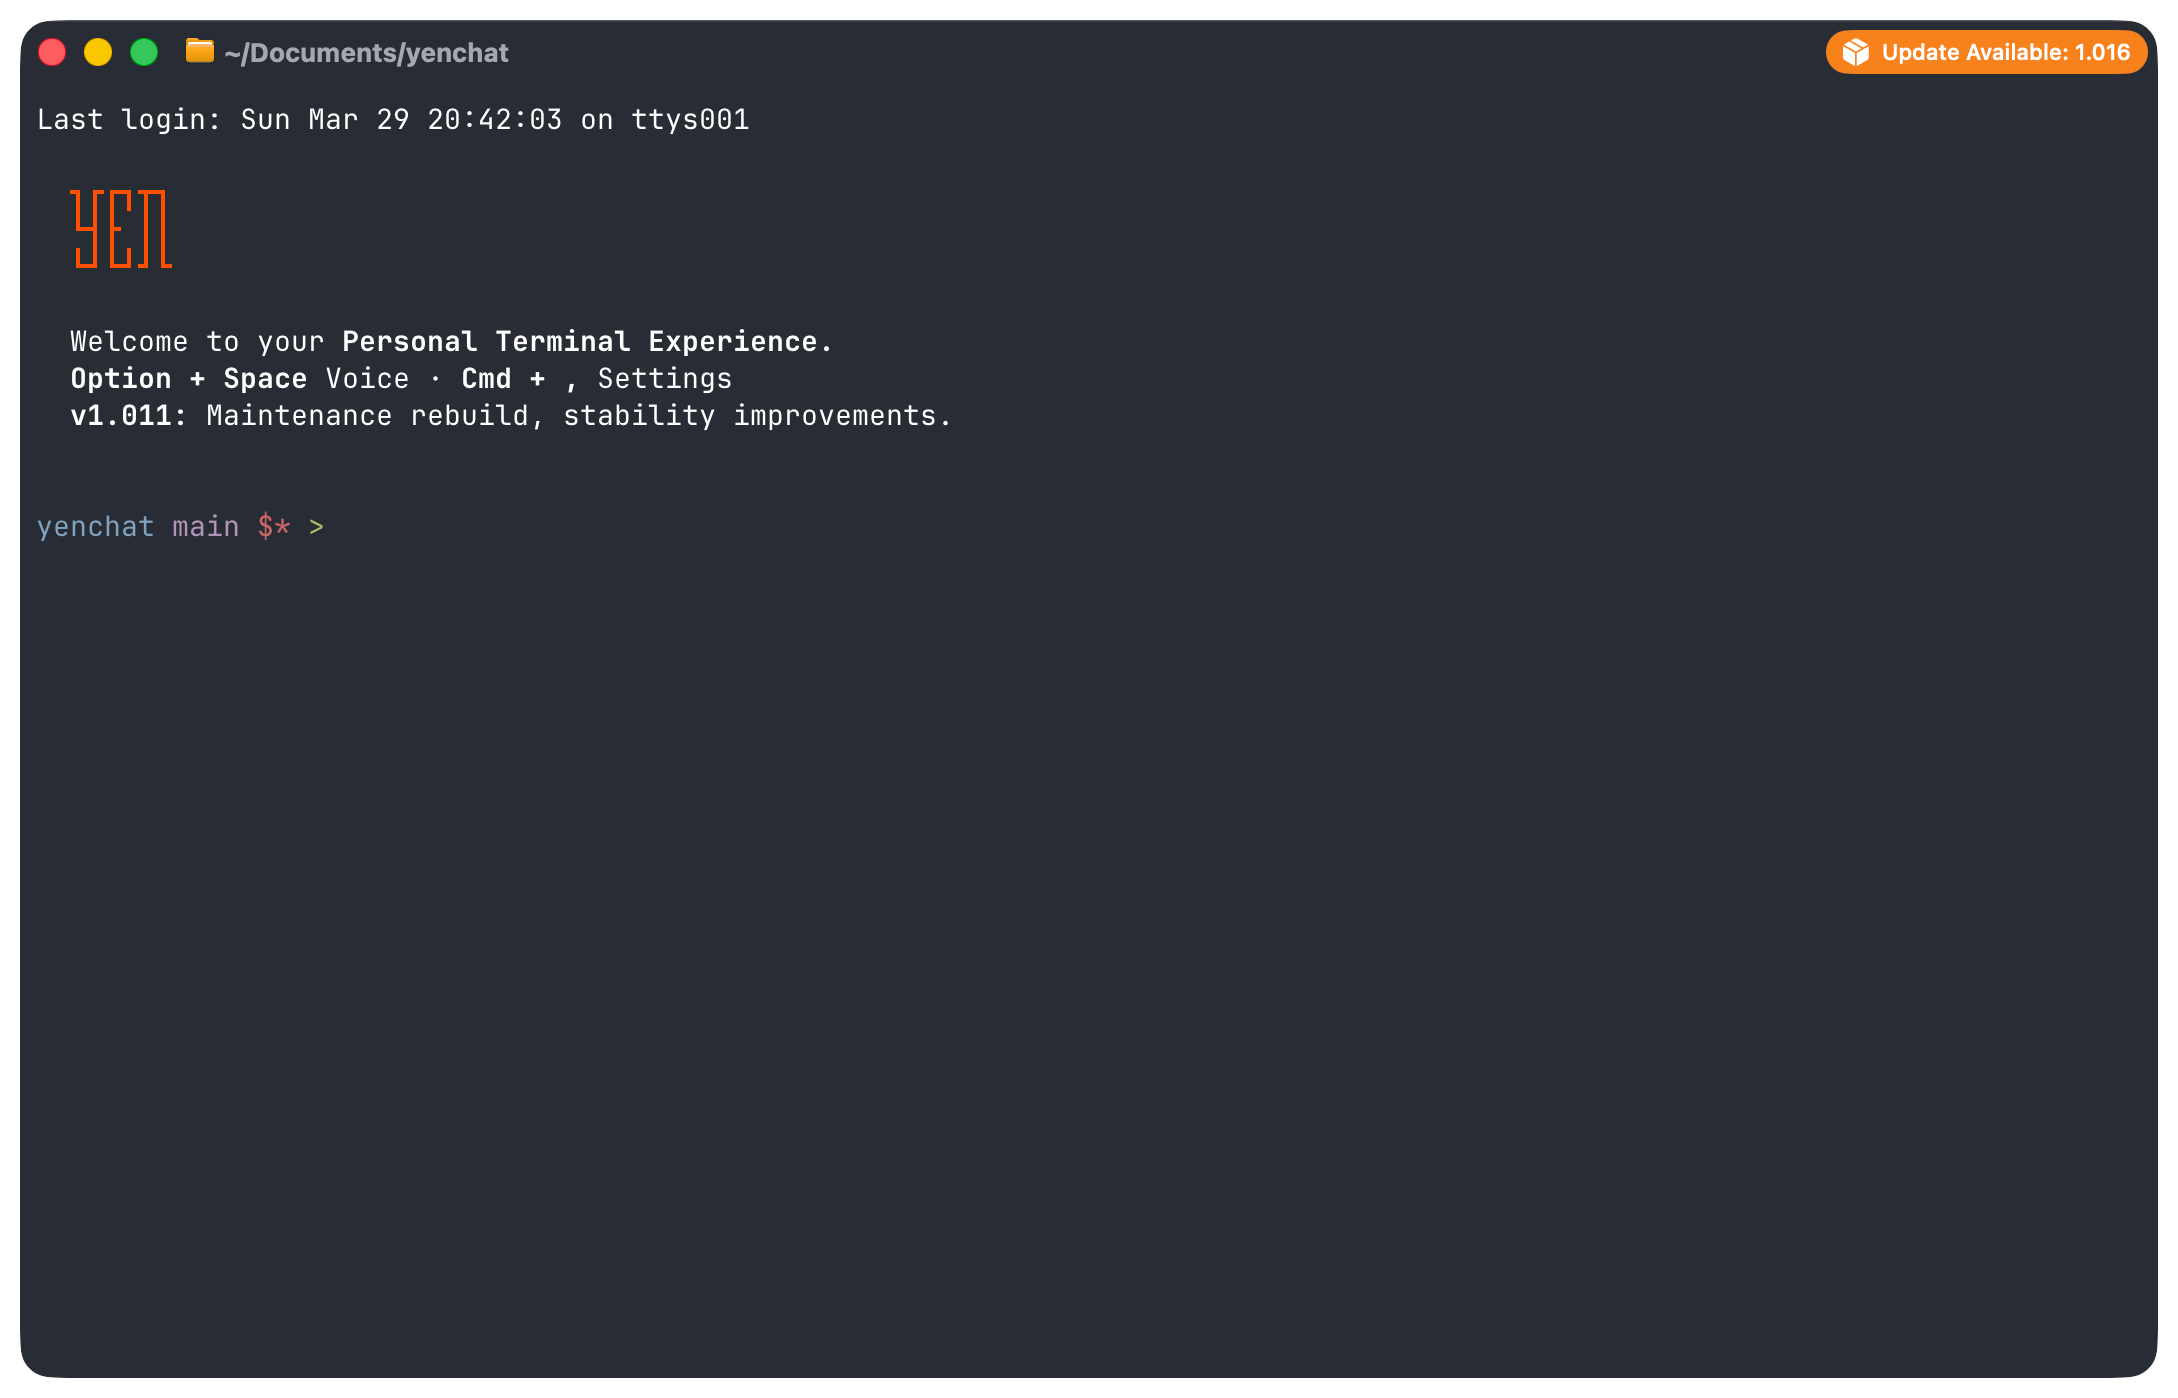 ~/Documents/yenchat
Update Available: 1.016
Last login: Sun Mar 29 20:42:03 on ttys001
YEN
Welcome to your Personal Terminal Experience.
Option + Space Voice · Cmd + , Settings
v1.011: Maintenance rebuild, stability improvements.
yenchat main $* >